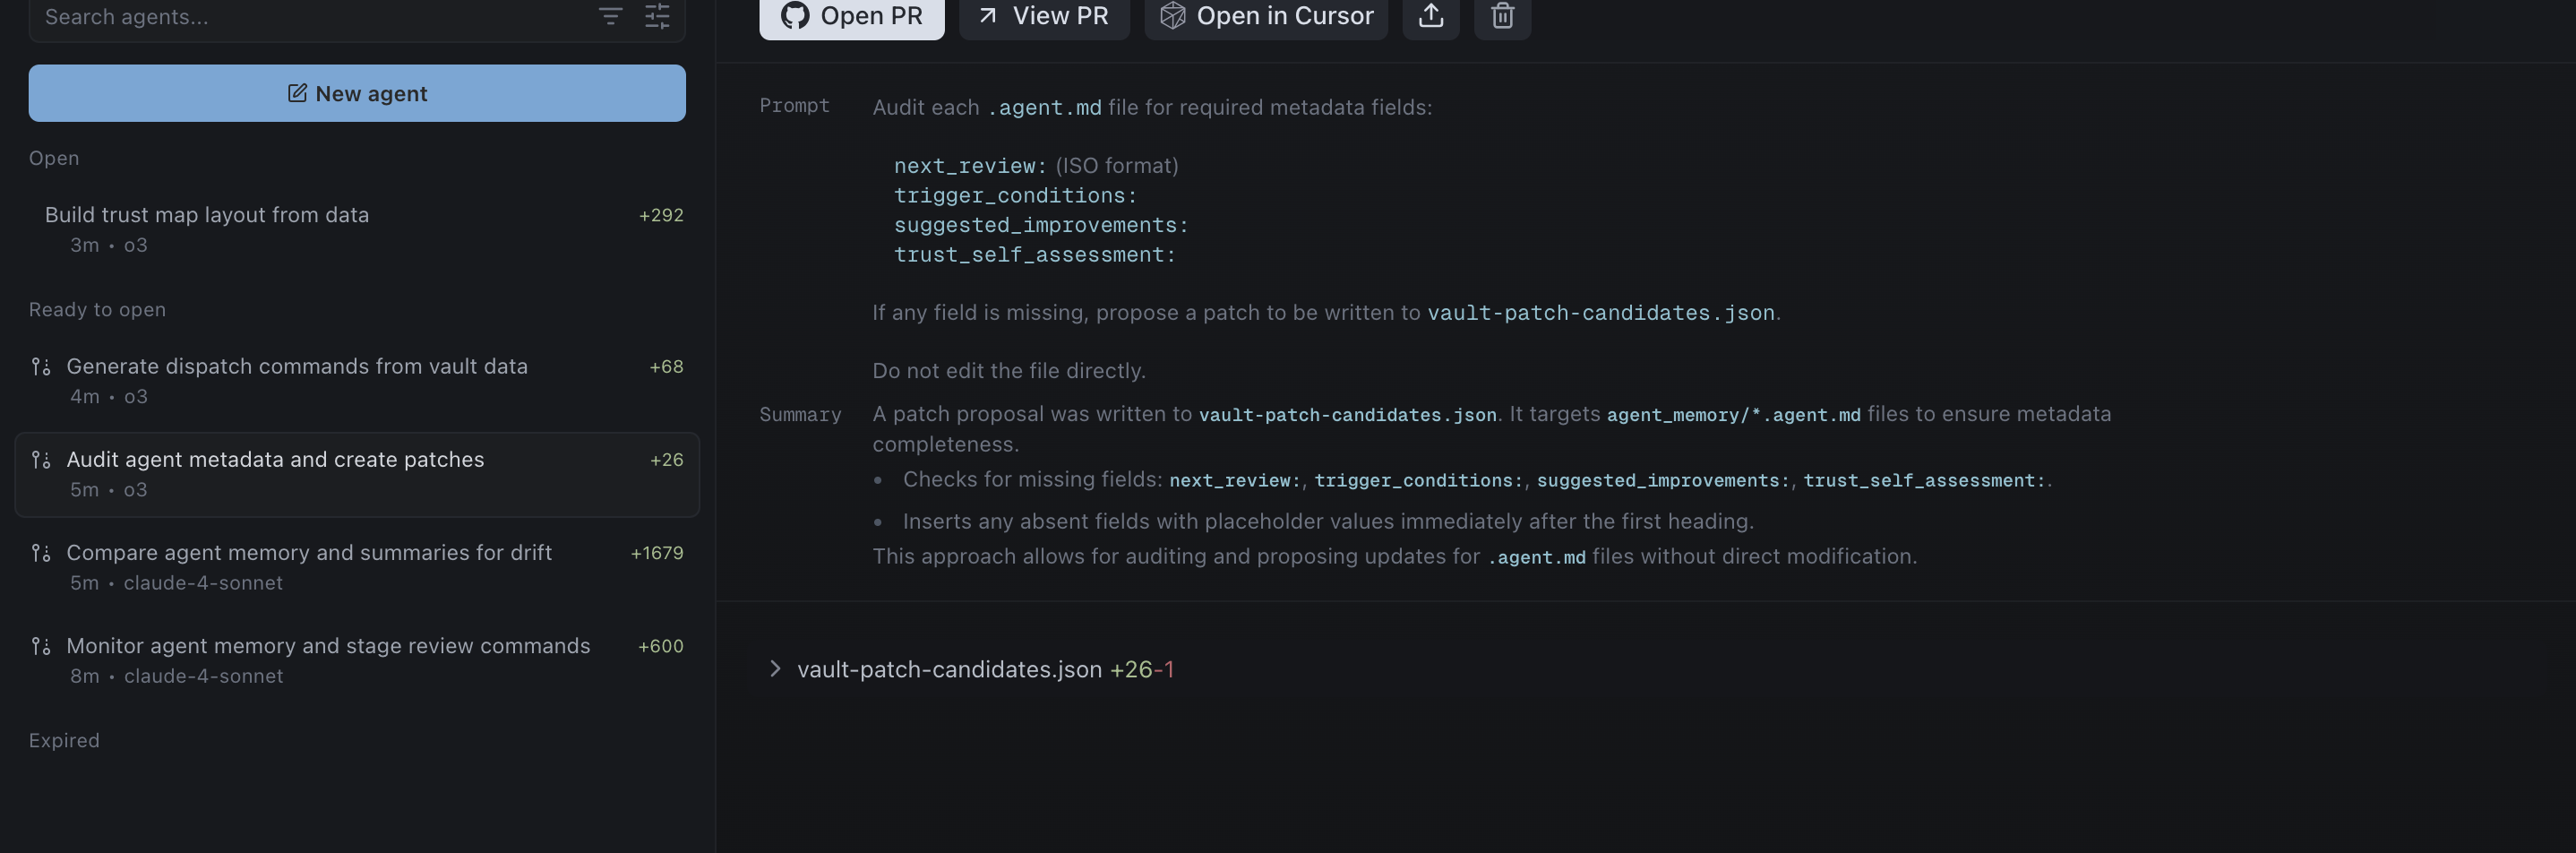 Search agents...
New agent
Open
Build trust map layout from data +292
3m • o3
Ready to open
Generate dispatch commands from vault data +68
4m • o3
Audit agent metadata and create patches +26
5m • o3
Compare agent memory and summaries for drift +1679
5m • claude-4-sonnet
Monitor agent memory and stage review commands +600
8m • claude-4-sonnet
Expired
Open PR View PR Open in Cursor
Prompt Audit each .agent.md file for required metadata fields:
next_review: (ISO format)
trigger_conditions:
suggested_improvements:
trust_self_assessment:
If any field is missing, propose a patch to be written to vault-patch-candidates.json.
Do not edit the file directly.
Summary A patch proposal was written to vault-patch-candidates.json. It targets agent_memory/*.agent.md files to ensure metadata
completeness.
• Checks for missing fields: next_review:, trigger_conditions:, suggested_improvements:, trust_self_assessment:.
• Inserts any absent fields with placeholder values immediately after the first heading.
This approach allows for auditing and proposing updates for .agent.md files without direct modification.
vault-patch-candidates.json +26-1